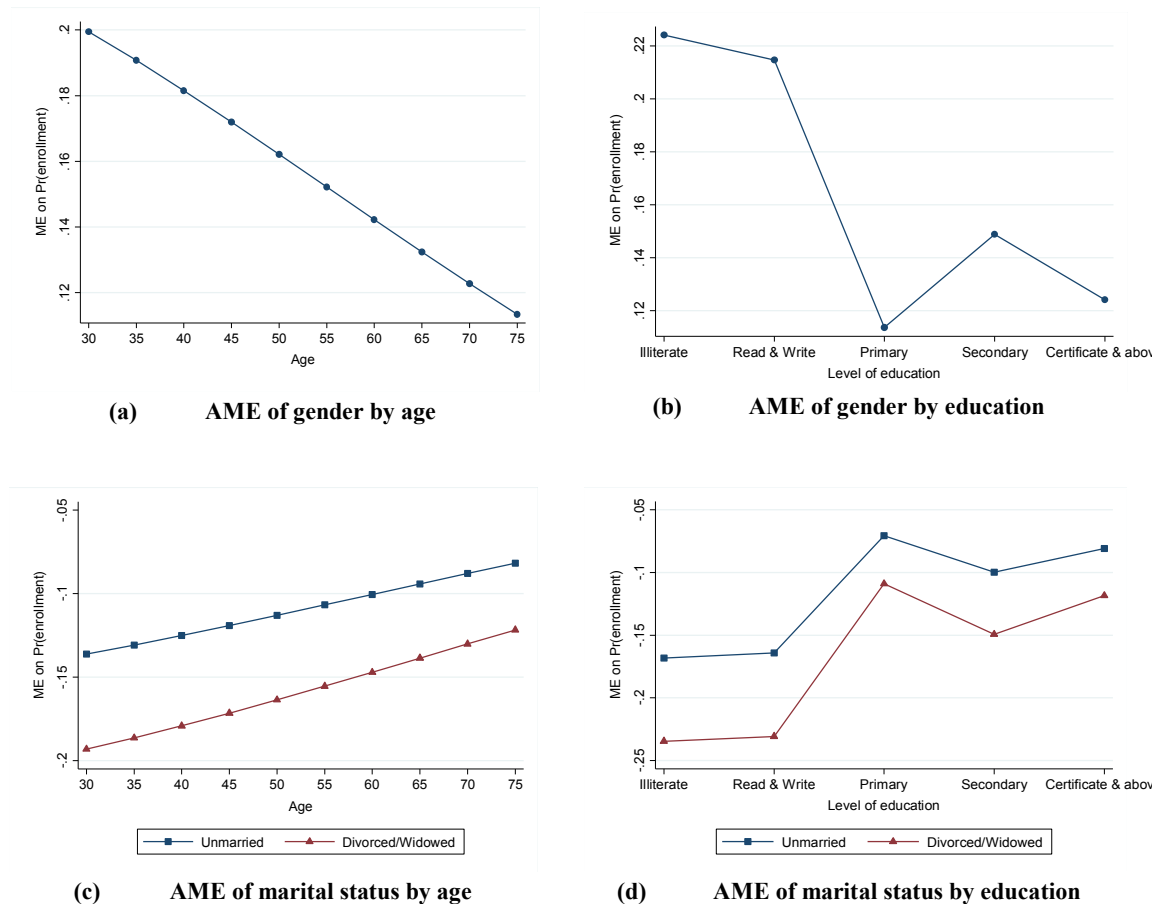 ME on Pr(enrollment)
.2
.18
.16
.14
.12
30 35 40 45 50 55 60 65 70 75
Age
(a) AME of gender by age
ME on Pr(enrollment)
.22
.2
.18
.16
.14
.12
Illiterate Read & Write Primary Secondary Certificate & abov
Level of education
(b) AME of gender by education
ME on Pr(enrollment)
-.05
-.1
-.15
-.2
30 35 40 45 50 55 60 65 70 75
Age
Unmarried Divorced/Widowed
(c) AME of marital status by age
ME on Pr(enrollment)
-.05
-.1
-.15
-.2
-.25
Illiterate Read & Write Primary Secondary Certificate & abov
Level of education
Unmarried Divorced/Widowed
(d) AME of marital status by education